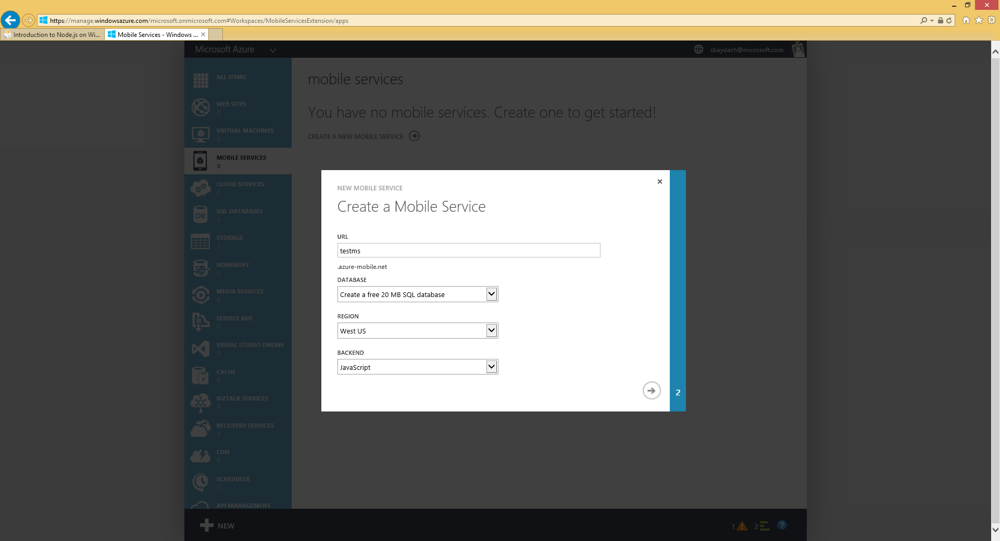 https://manage.windowsazure.com/microsoft.onmicrosoft.com#Workspaces/MobileServicesExtension/apps
Introduction to Node.js on Wi...
Mobile Services - Windows ...
Microsoft Azure
sbaydach@microsoft.com
ALL ITEMS
WEB SITES
0
VIRTUAL MACHINES
0
MOBILE SERVICES
0
CLOUD SERVICES
2
SQL DATABASES
2
DB
STORAGE
1
HDINSIGHT
0
MEDIA SERVICES
0
SERVICE BUS
0
VISUAL STUDIO ONLINE
0
CACHE
0
BIZTALK SERVICES
0
RECOVERY SERVICES
0
CDN
0
SCHEDULER
0
API MANAGEMENT
mobile services
You have no mobile services. Create one to get started!
CREATE A NEW MOBILE SERVICE
NEW MOBILE SERVICE
Create a Mobile Service
URL
testms
.azure-mobile.net
DATABASE
Create a free 20 MB SQL database
REGION
West US
BACKEND
JavaScript
2
NEW
1
2
?